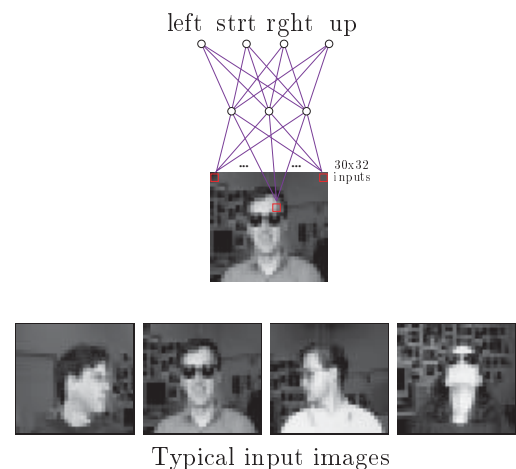 left strt rght up
... ...
30x32
inputs
Typical input images